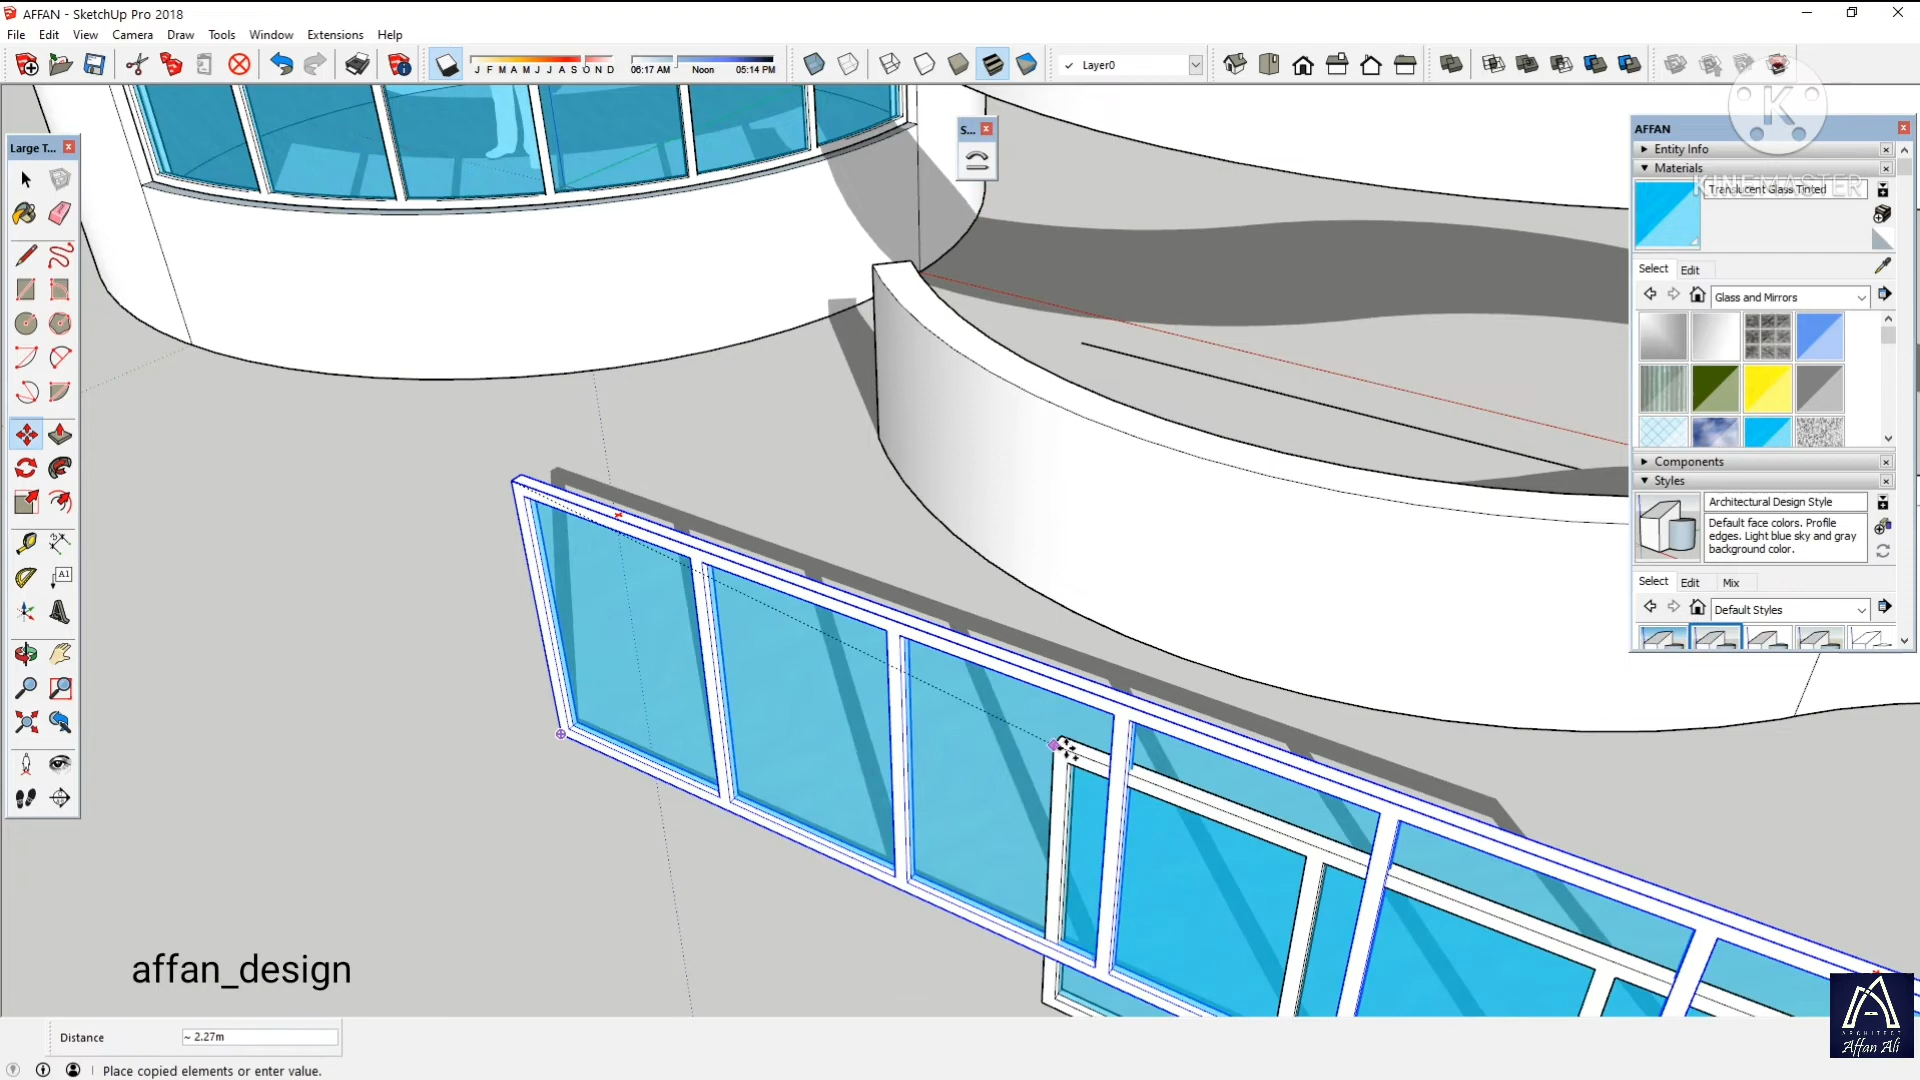 AFFAN - SketchUp Pro 2018
File Edit View Camera Draw Tools Window Extensions Help
J F M A M J J A S O N D
06:17 AM Noon 05:14 PM
Layer0
Large T...
S...
AFFAN
Entity Info
Materials
KINEMASTER
Translucent Glass Tinted
Select Edit
Glass and Mirrors
Components
Styles
Architectural Design Style
Default face colors. Profile
edges. Light blue sky and gray
background color.
Select Edit Mix
Default Styles
affan_design
ARCHITECT
Affan Ali
Distance ~ 2.27m
Place copied elements or enter value.